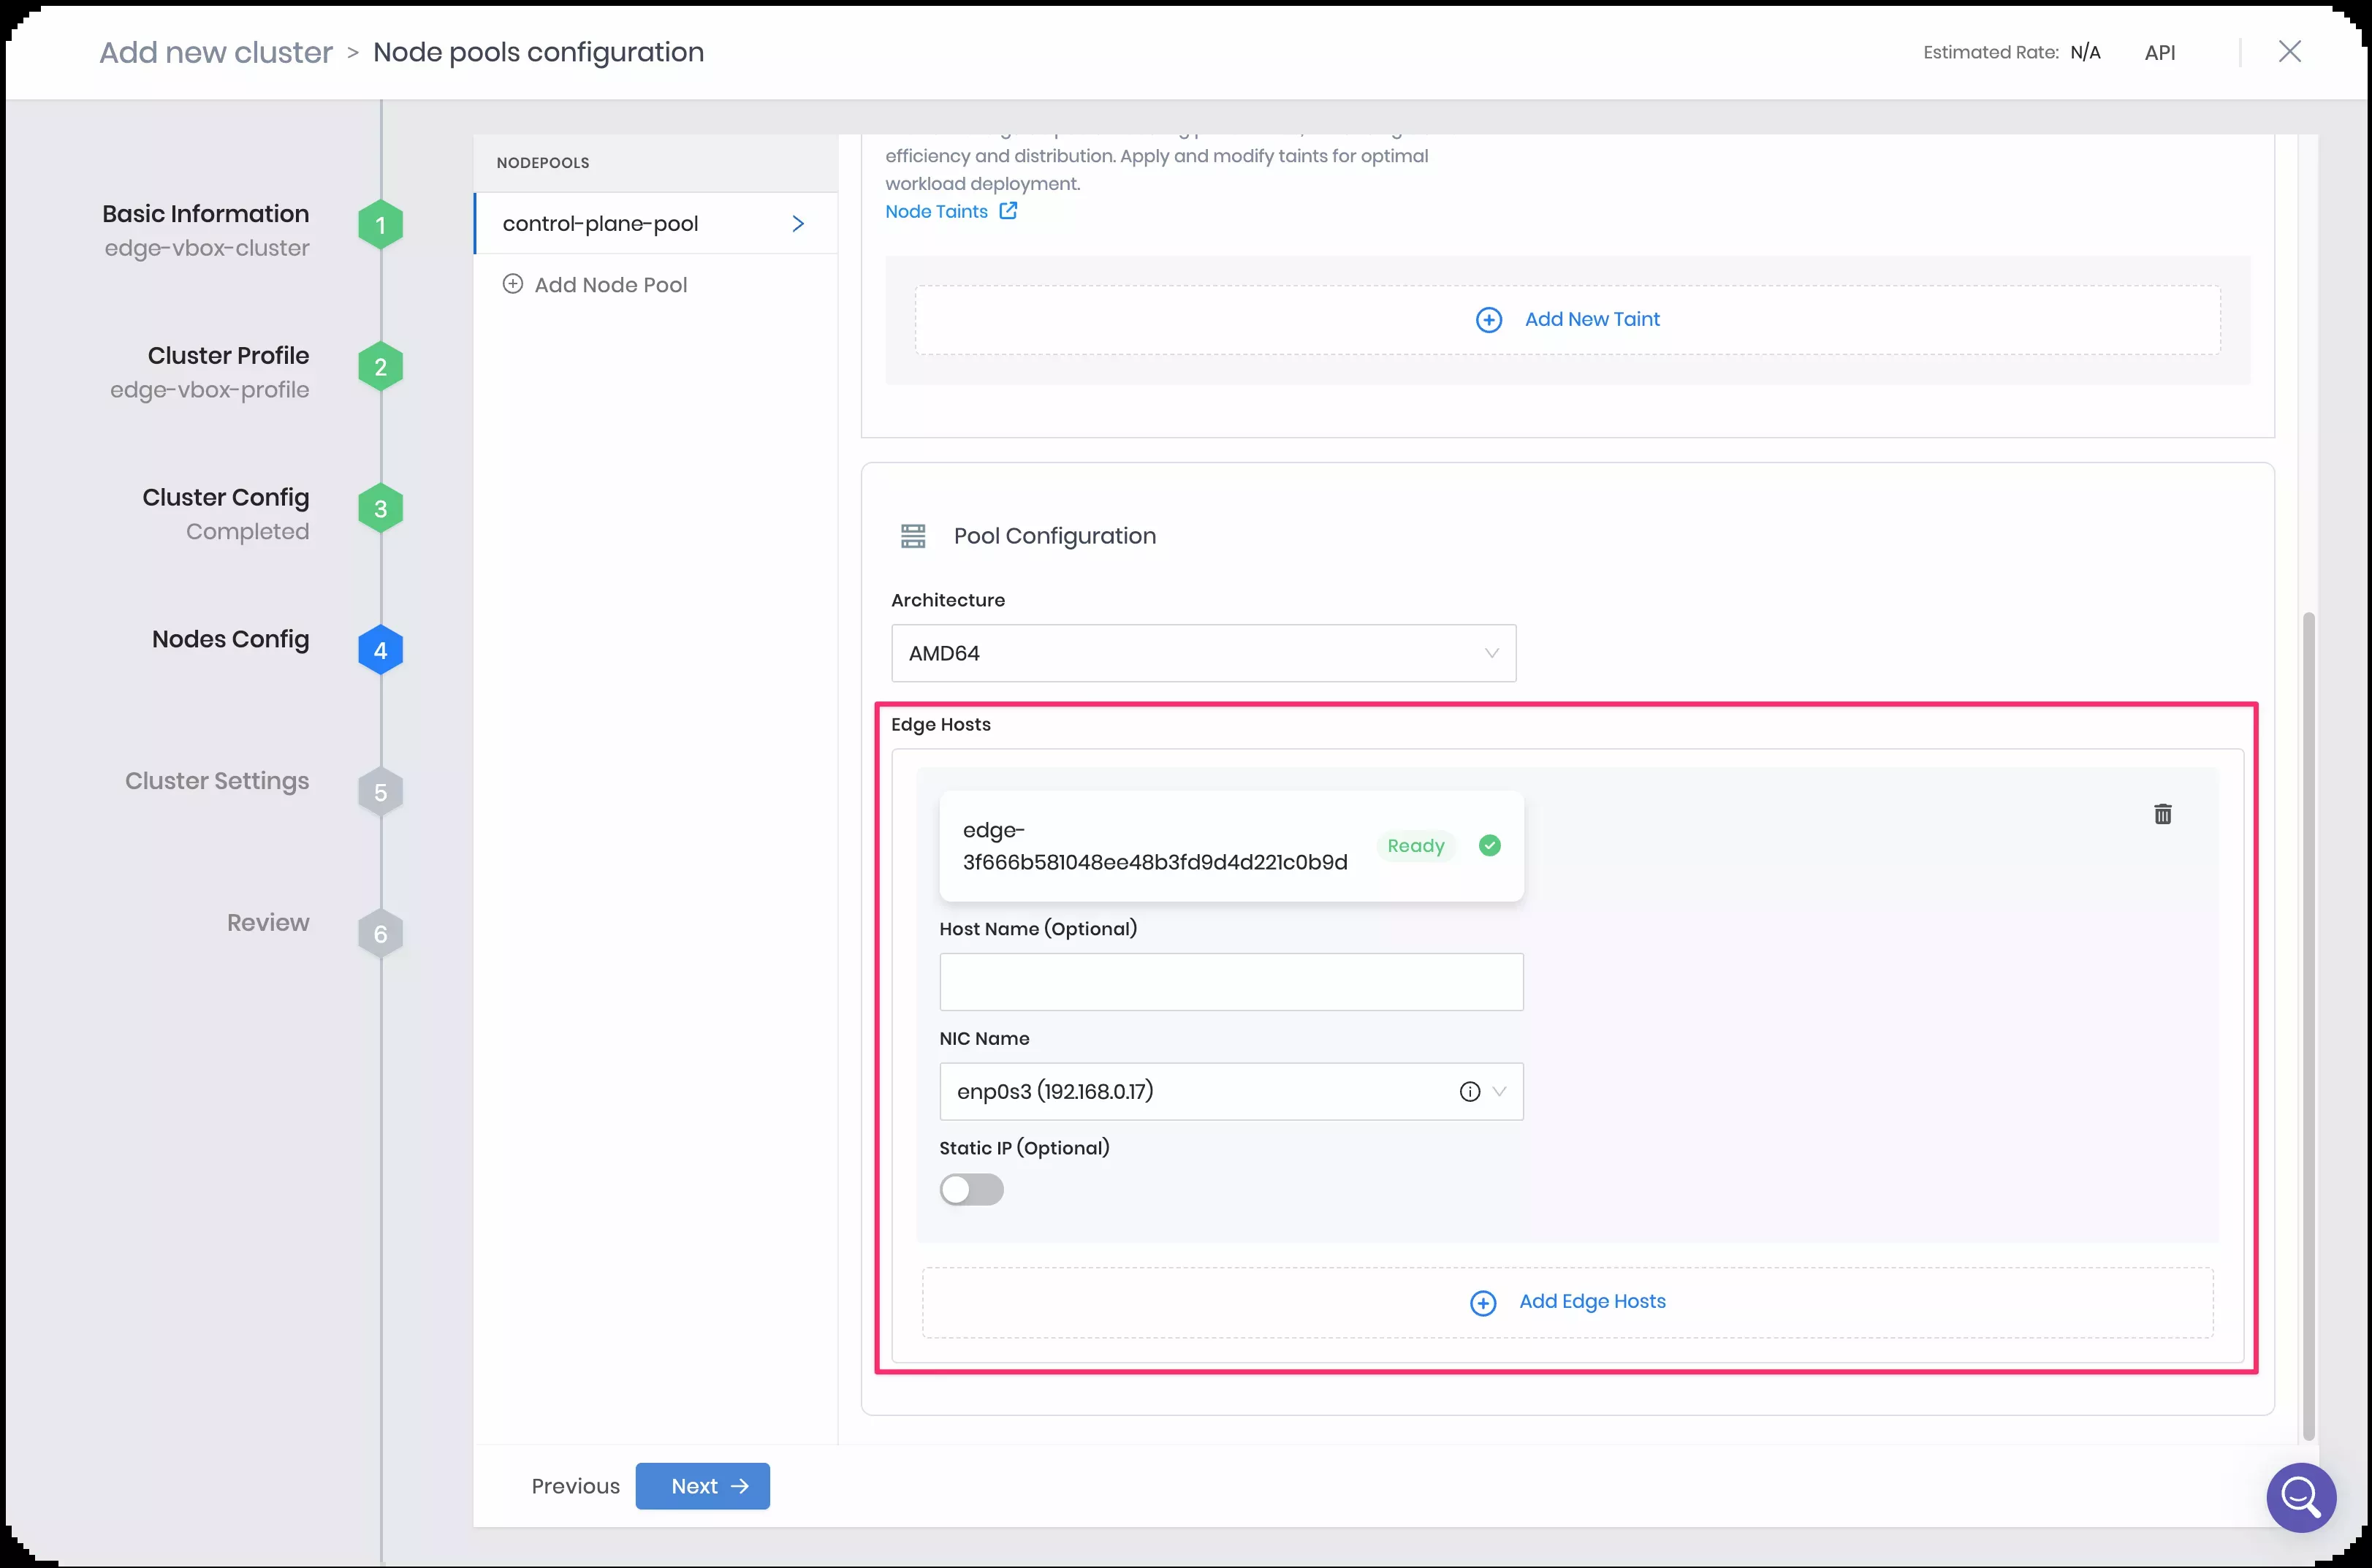 Add new cluster > Node pools configuration
Estimated Rate: N/A
API
Basic Information
edge-vbox-cluster
1
Cluster Profile
edge-vbox-profile
2
Cluster Config
Completed
3
Nodes Config
4
Cluster Settings
5
Review
6
NODEPOOLS
control-plane-pool
Add Node Pool
efficiency and distribution. Apply and modify taints for optimal
workload deployment.
Node Taints
Add New Taint
Pool Configuration
Architecture
AMD64
Edge Hosts
edge-
3f666b581048ee48b3fd9d4d221c0b9d
Ready
Host Name (Optional)
NIC Name
enp0s3 (192.168.0.17)
Static IP (Optional)
Add Edge Hosts
Previous
Next